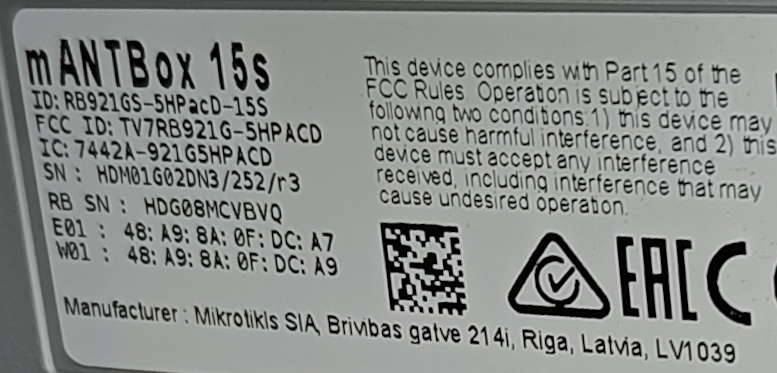 mANTBox 15s
ID: RB921GS-5HPacD-15S
FCC ID: TV7RB921G-5HPACD
IC: 7442A-921G5HPACD
SN : HDM01G02DN3/252/r3
RB SN : HDG08MCVBVQ
E01 : 48: A9: 8A: 0F: DC: A7
W01 : 48: A9: 8A: 0F: DC: A9
This device complies with Part 15 of the
FCC Rules. Operation is subject to the
following two conditions:1) this device may
not cause harmful interference, and 2) this
device must accept any interference
received, including interference that may
cause undesired operation.
EAC
Manufacturer : Mikrotikls SIA, Brivibas gatve 214i, Riga, Latvia, LV1039